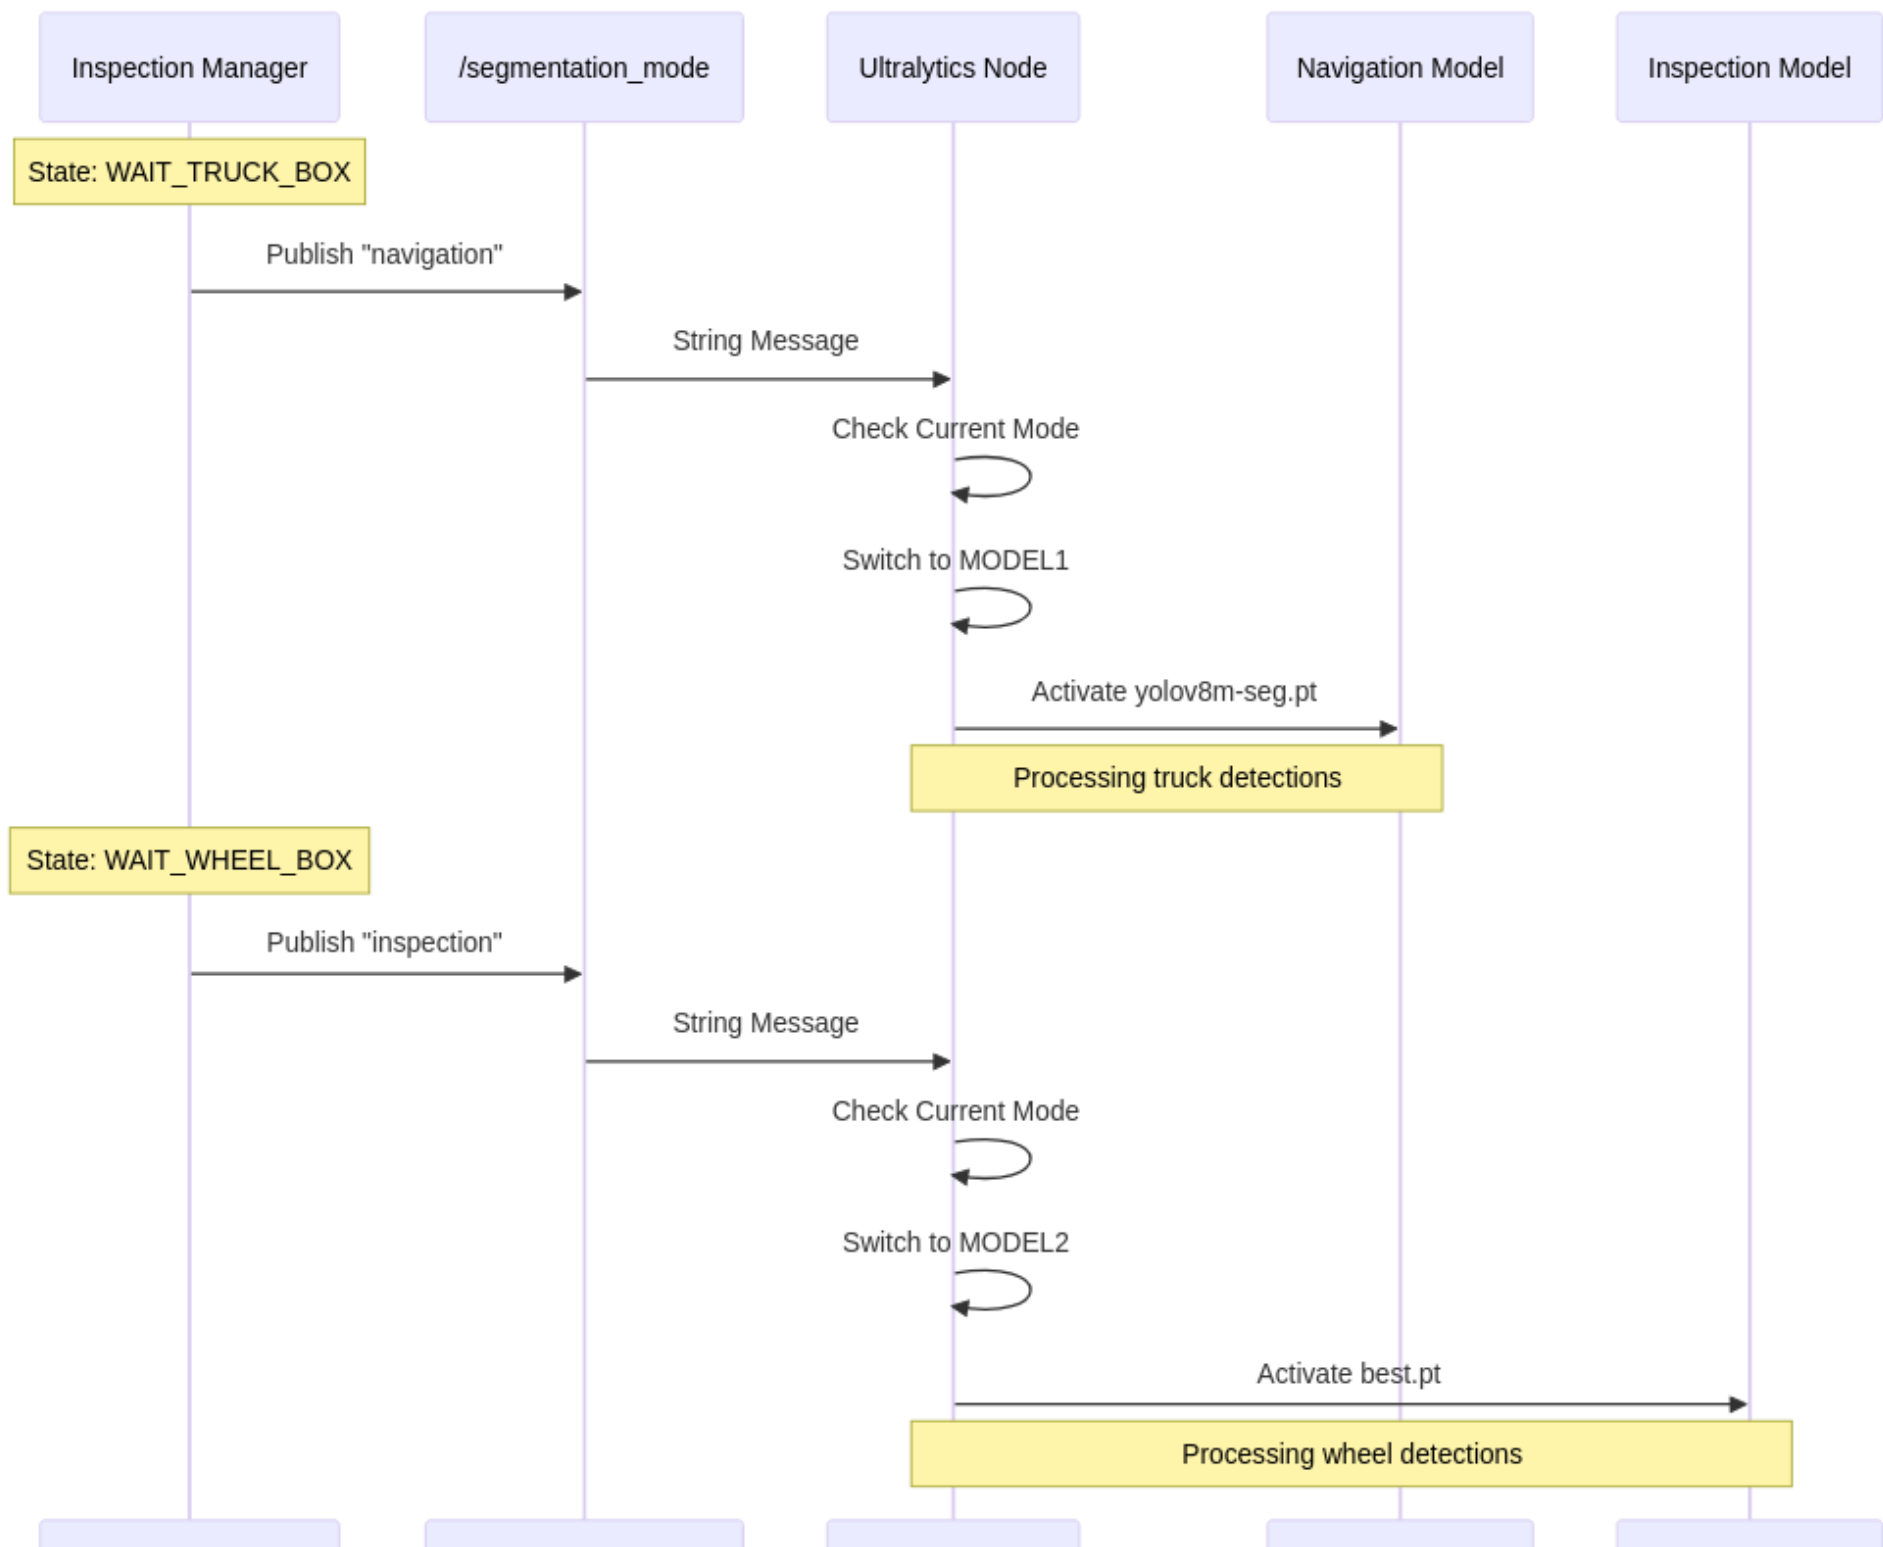 Inspection Manager
/segmentation_mode
Ultralytics Node
Navigation Model
Inspection Model
State: WAIT_TRUCK_BOX
Publish "navigation"
String Message
Check Current Mode
Switch to MODEL1
Activate yolov8m-seg.pt
Processing truck detections
State: WAIT_WHEEL_BOX
Publish "inspection"
String Message
Check Current Mode
Switch to MODEL2
Activate best.pt
Processing wheel detections